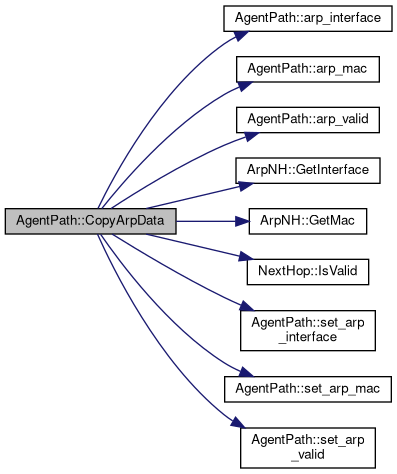 AgentPath::arp_interface
AgentPath::arp_mac
AgentPath::arp_valid
ArpNH::GetInterface
AgentPath::CopyArpData
ArpNH::GetMac
NextHop::IsValid
AgentPath::set_arp
_interface
AgentPath::set_arp_mac
AgentPath::set_arp
_valid